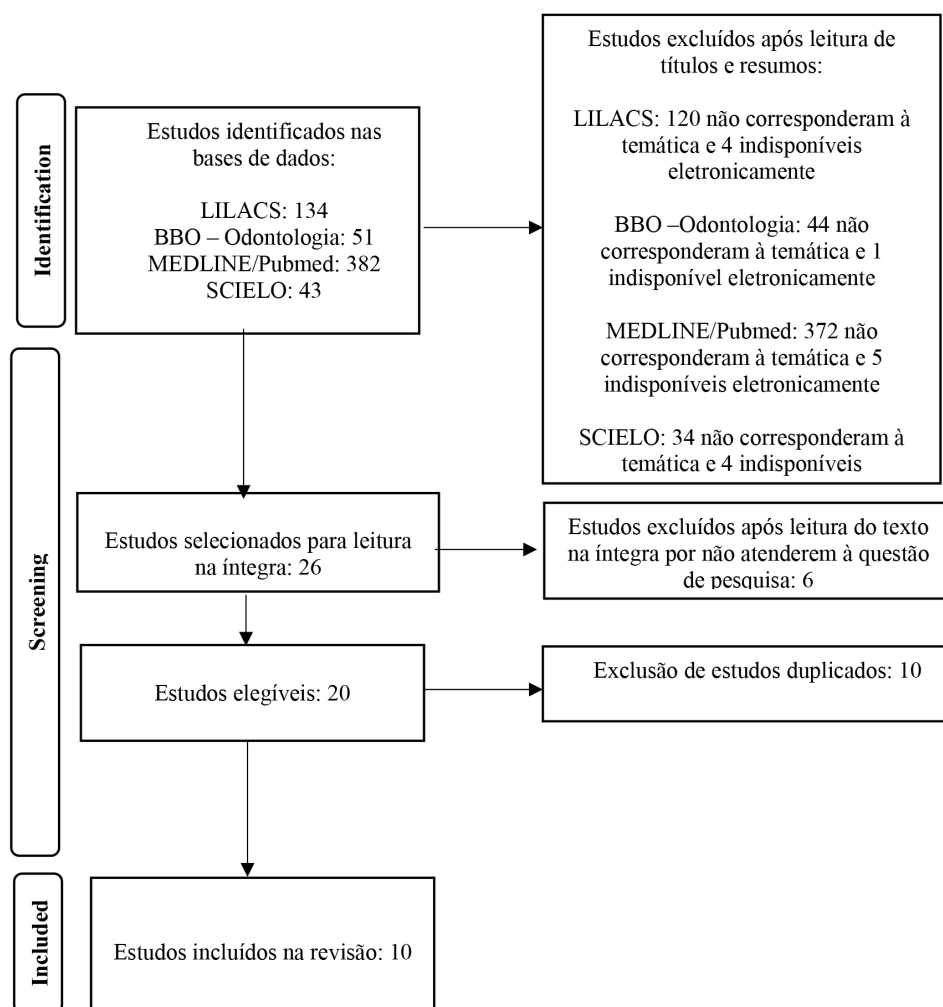 Identification
Estudos identificados nas
bases de dados:
LILACS: 134
BBO – Odontologia: 51
MEDLINE/Pubmed: 382
SCIELO: 43
Estudos excluídos após leitura de
títulos e resumos:
LILACS: 120 não corresponderam à
temática e 4 indisponíveis
eletronicamente
BBO –Odontologia: 44 não
corresponderam à temática e 1
indisponível eletronicamente
MEDLINE/Pubmed: 372 não
corresponderam à temática e 5
indisponíveis eletronicamente
SCIELO: 34 não corresponderam à
temática e 4 indisponíveis
Screening
Estudos selecionados para leitura
na íntegra: 26
Estudos excluídos após leitura do texto
na íntegra por não atenderem à questão
de pesquisa: 6
Estudos elegíveis: 20
Exclusão de estudos duplicados: 10
Included
Estudos incluídos na revisão: 10